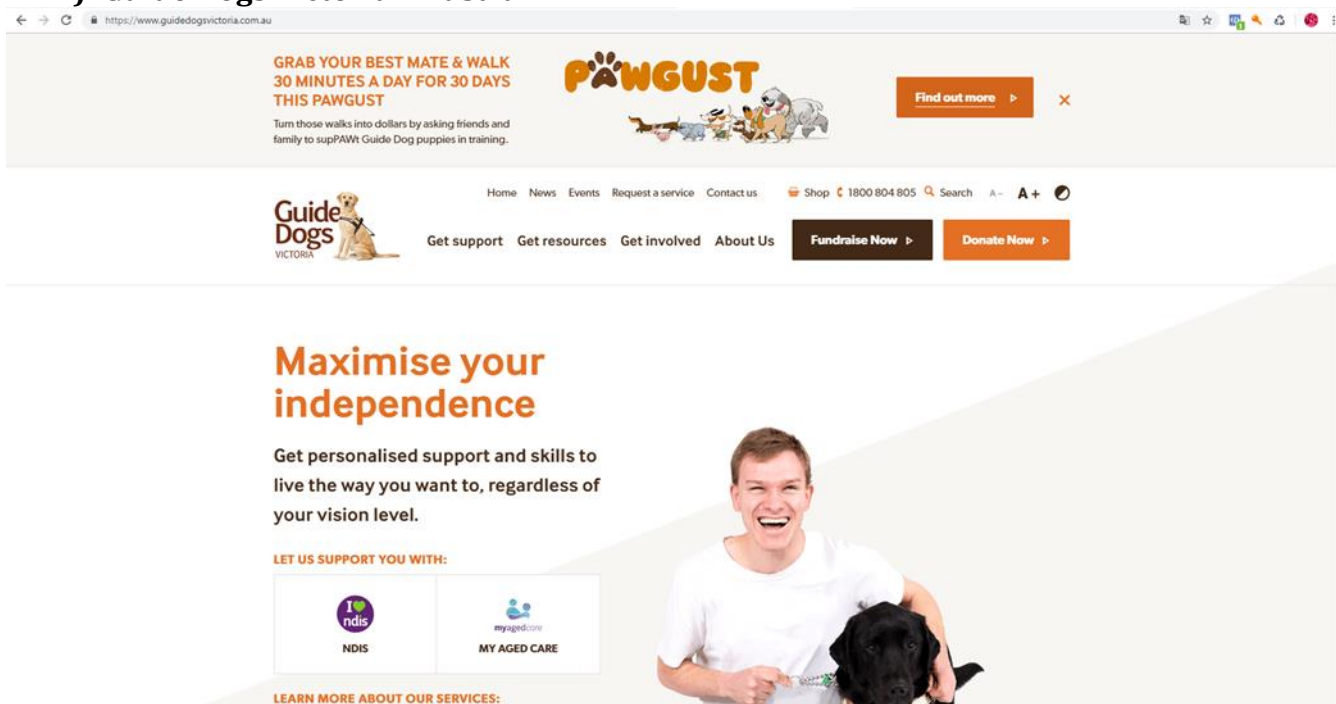 https://www.guidedogsvictoria.com.au
GRAB YOUR BEST MATE & WALK
30 MINUTES A DAY FOR 30 DAYS
THIS PAWGUST
Turn those walks into dollars by asking friends and
family to supPAWt Guide Dog puppies in training.
PAWGUST
Find out more
Home News Events Request a service Contact us Shop 1800 804 805 Search A- A+
Guide
Dogs
VICTORIA
Get support Get resources Get involved About Us Fundraise Now Donate Now
Maximise your
independence
Get personalised support and skills to
live the way you want to, regardless of
your vision level.
LET US SUPPORT YOU WITH:
I
ndis
myagedcare
NDIS MY AGED CARE
LEARN MORE ABOUT OUR SERVICES: